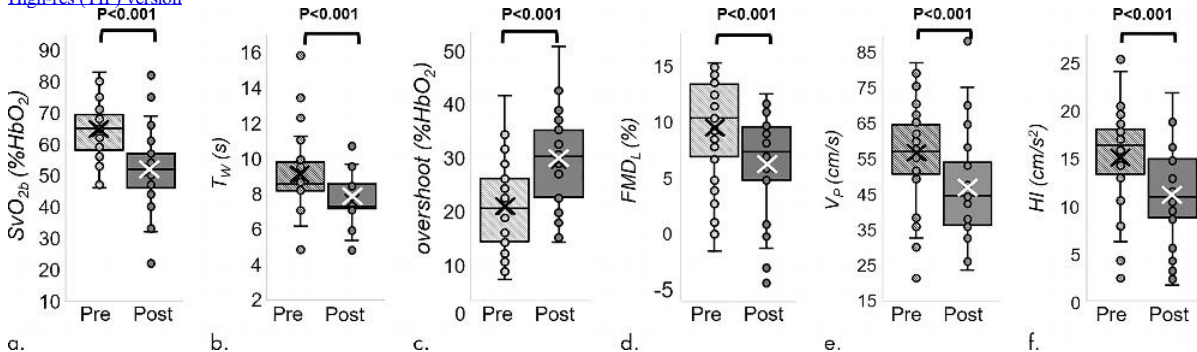 High-res (TIF) version
P<0.001 P<0.001 P<0.001 P<0.001 P<0.001 P<0.001
SvO2b (%HbO2)
90
80
70
60
50
40
30
20
10
Pre Post
a.
TW (s)
16
14
12
10
8
6
4
2
Pre Post
b.
overshoot (%HbO2)
50
40
30
20
10
0
Pre Post
c.
FMDL (%)
15
10
5
0
-5
Pre Post
d.
VP (cm/s)
85
75
65
55
45
35
25
15
Pre Post
e.
HI (cm/s-2)
25
20
15
10
5
0
Pre Post
f.